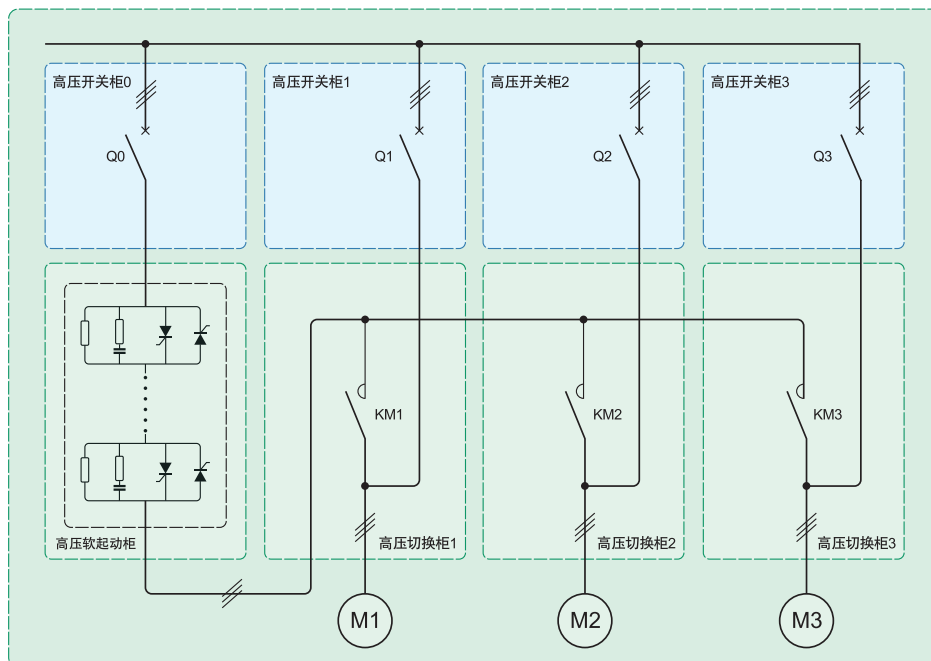 高压开关柜0
高压开关柜1
高压开关柜2
高压开关柜3
Q0
Q1
Q2
Q3
KM1
KM2
KM3
高压软起动柜
高压切换柜1
高压切换柜2
高压切换柜3
M1
M2
M3